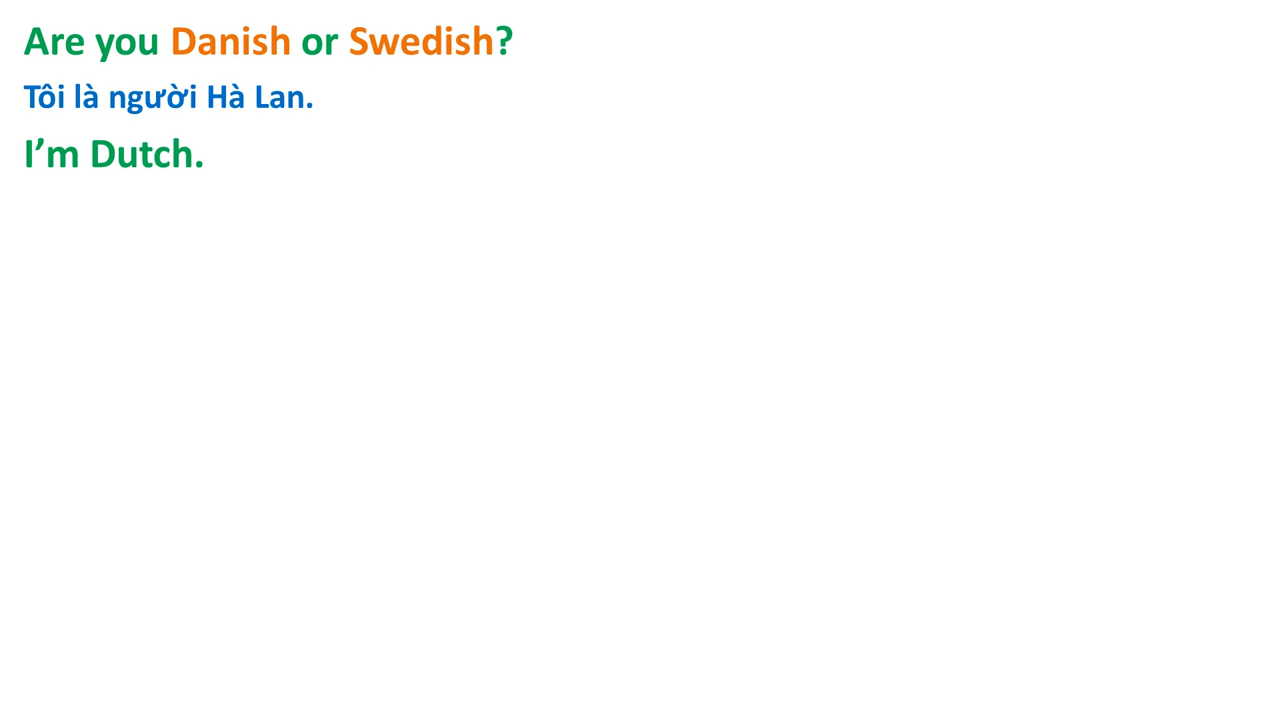 Are you Danish or Swedish?
Tôi là người Hà Lan.
I’m Dutch.